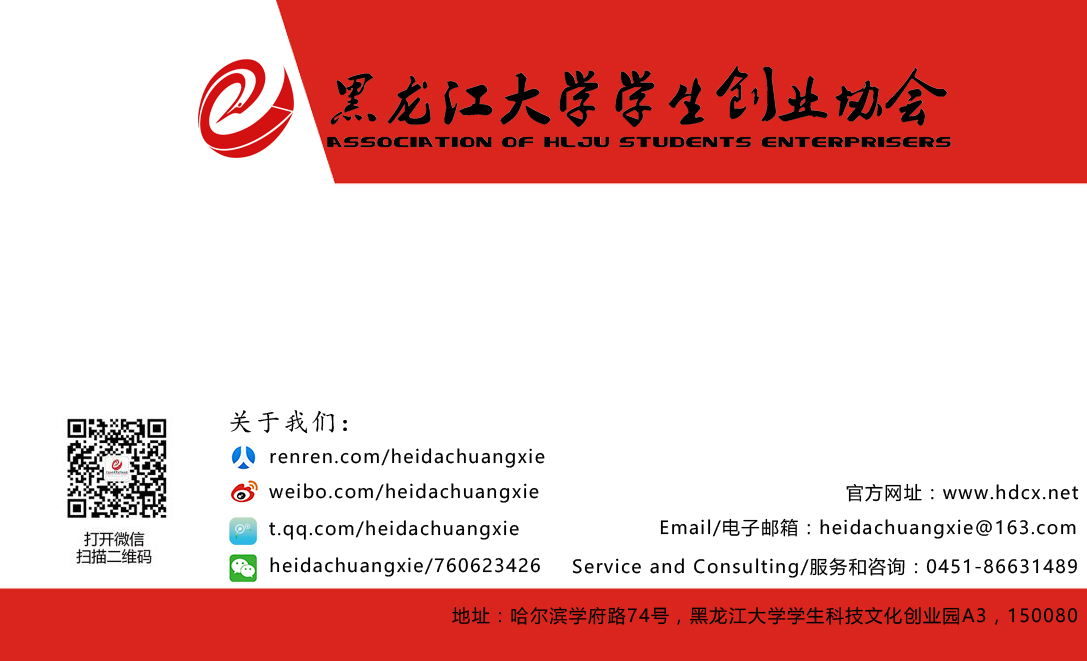 黑龙江大学学生创业协会
ASSOCIATION OF HLJU STUDENTS ENTERPRISERS
关于我们：
renren.com/heidachuangxie
weibo.com/heidachuangxie
t.qq.com/heidachuangxie
heidachuangxie/760623426
打开微信
扫描二维码
官方网址：www.hdcx.net
Email/电子邮箱：heidachuangxie@163.com
Service and Consulting/服务和咨询：0451-86631489
地址：哈尔滨学府路74号，黑龙江大学学生科技文化创业园A3，150080